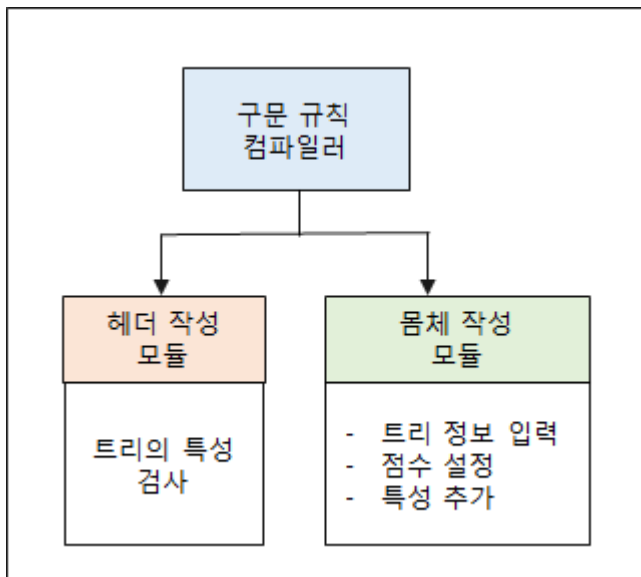 구문 규칙
컴파일러
헤더 작성
모듈
트리의 특성
검사
몸체 작성
모듈
- 트리 정보 입력
- 점수 설정
- 특성 추가